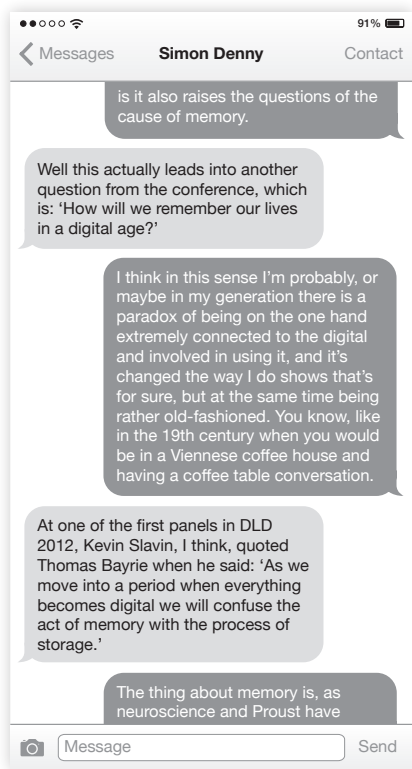 91%
Messages
Simon Denny
Contact
is it also raises the questions of the
cause of memory.
Well this actually leads into another
question from the conference, which
is: ‘How will we remember our lives
in a digital age?’
I think in this sense I’m probably, or
maybe in my generation there is a
paradox of being on the one hand
extremely connected to the digital
and involved in using it, and it’s
changed the way I do shows that’s
for sure, but at the same time being
rather old-fashioned. You know, like
in the 19th century when you would
be in a Viennese coffee house and
having a coffee table conversation.
At one of the first panels in DLD
2012, Kevin Slavin, I think, quoted
Thomas Bayrie when he said: ‘As we
move into a period when everything
becomes digital we will confuse the
act of memory with the process of
storage.’
The thing about memory is, as
neuroscience and Proust have
Message
Send